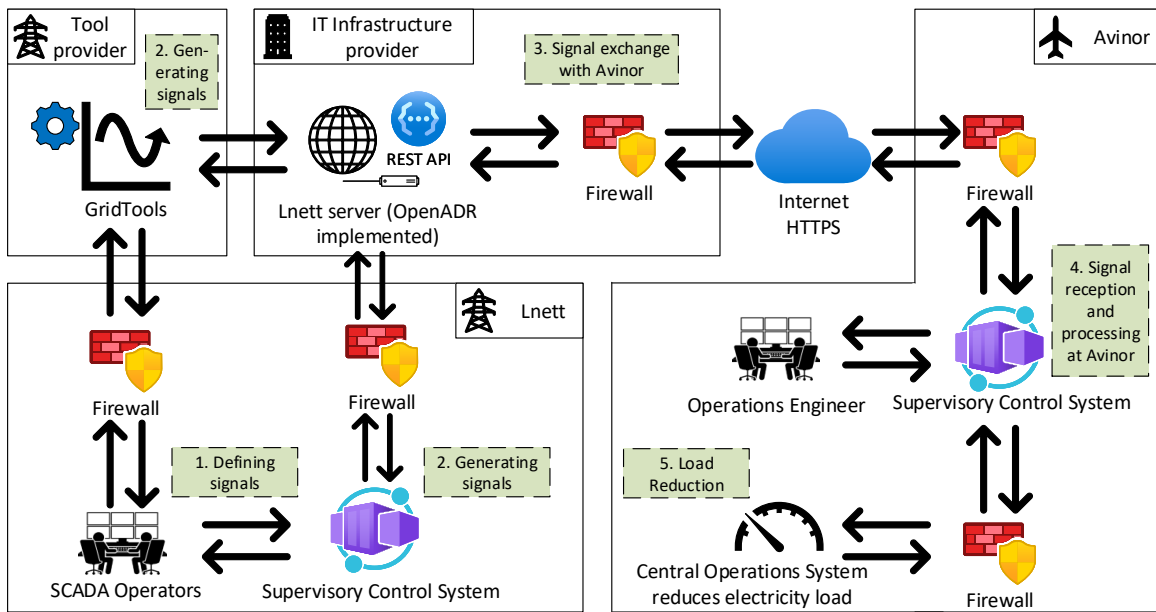 Tool
provider
2. Gen-
erating
signals
GridTools
IT Infrastructure
provider
3. Signal exchange
with Avinor
REST API
Lnett server (OpenADR
implemented)
Firewall
Internet
HTTPS
Avinor
Firewall
4. Signal
reception
and
processing
at Avinor
Operations Engineer
Supervisory Control System
5. Load
Reduction
Central Operations System
reduces electricity load
Firewall
Lnett
Firewall
Firewall
1. Defining
signals
2. Generating
signals
SCADA Operators
Supervisory Control System